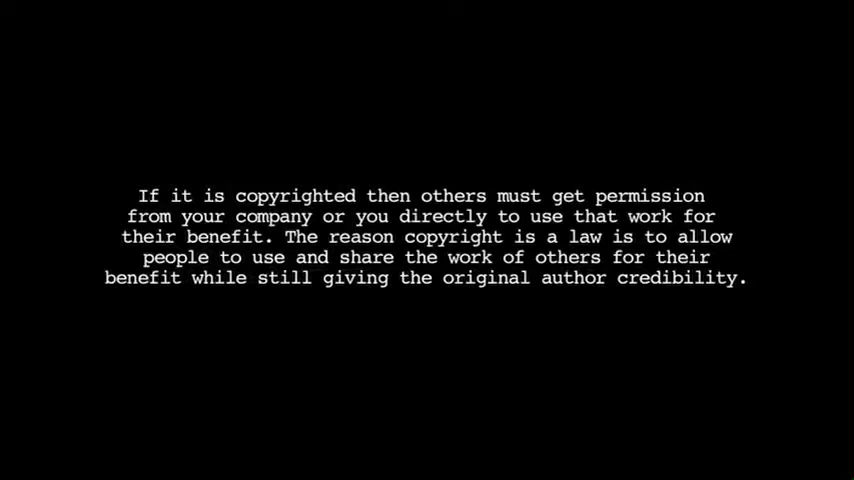 If it is copyrighted then others must get permission
from your company or you directly to use that work for
their benefit. The reason copyright is a law is to allow
people to use and share the work of others for their
benefit while still giving the original author credibility.